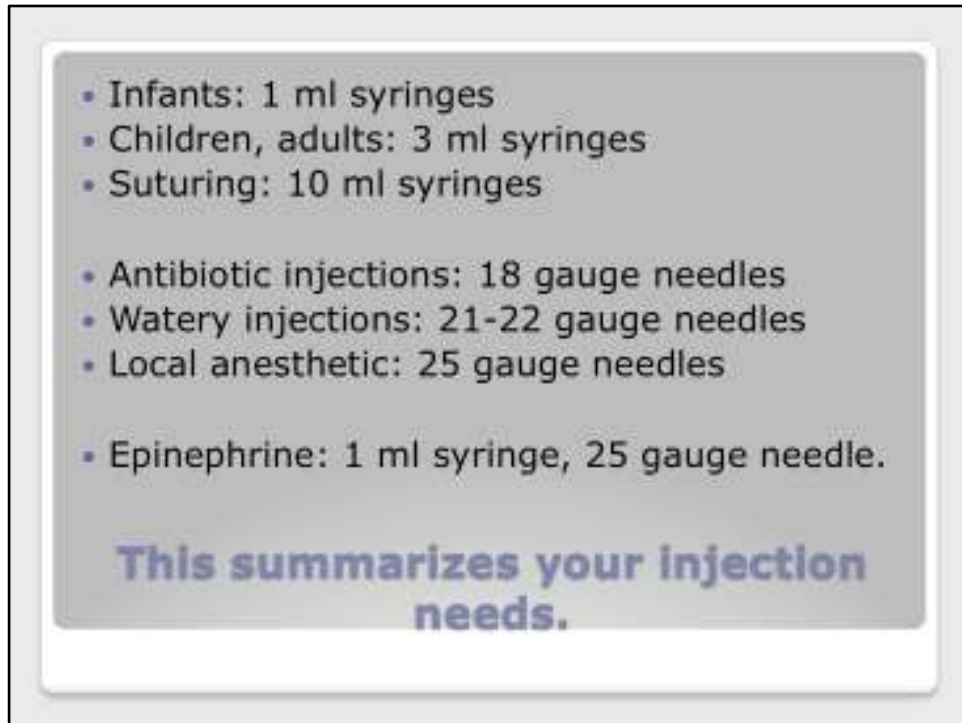 • Infants: 1 ml syringes
• Children, adults: 3 ml syringes
• Suturing: 10 ml syringes
• Antibiotic injections: 18 gauge needles
• Watery injections: 21-22 gauge needles
• Local anesthetic: 25 gauge needles
• Epinephrine: 1 ml syringe, 25 gauge needle.
This summarizes your injection
needs.